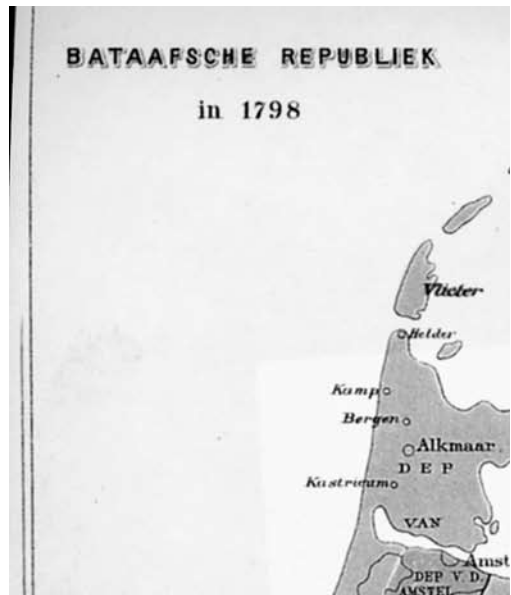 BATAAFSCHE REPUBLIEK
in 1798
Vlieter
Helder
Kamp
Bergen
Alkmaar
DEP
Kastricum
VAN
Amst
DEP V. D.
AMSTEL